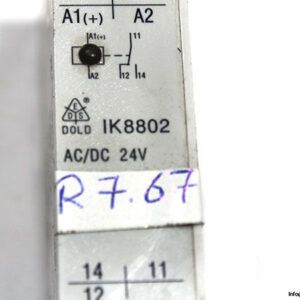 A1(+) A2
A1(+) 11
A2 12 14
E D S
DOLD IK8802
AC/DC 24V
R 7.67
14 11
12